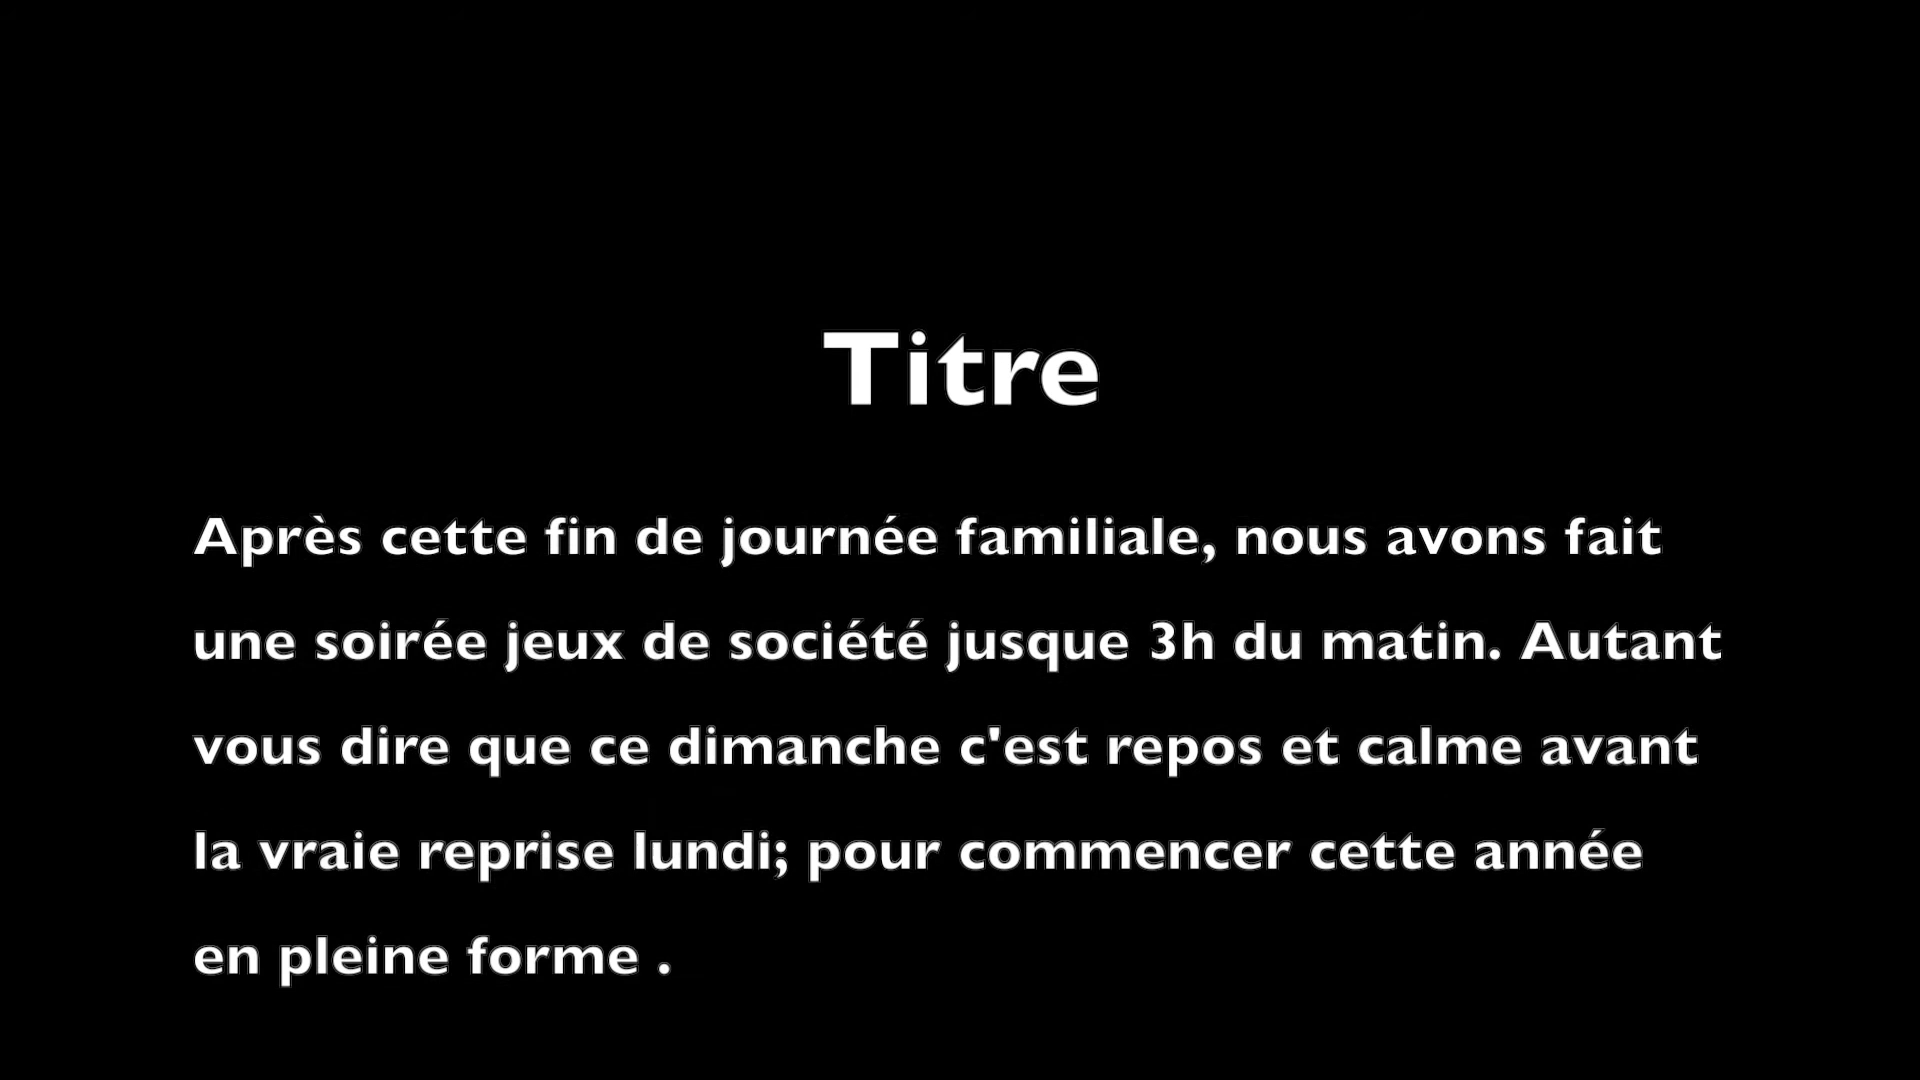 Titre
Après cette fin de journée familiale, nous avons fait
une soirée jeux de société jusque 3h du matin. Autant
vous dire que ce dimanche c'est repos et calme avant
la vraie reprise lundi; pour commencer cette année
en pleine forme .